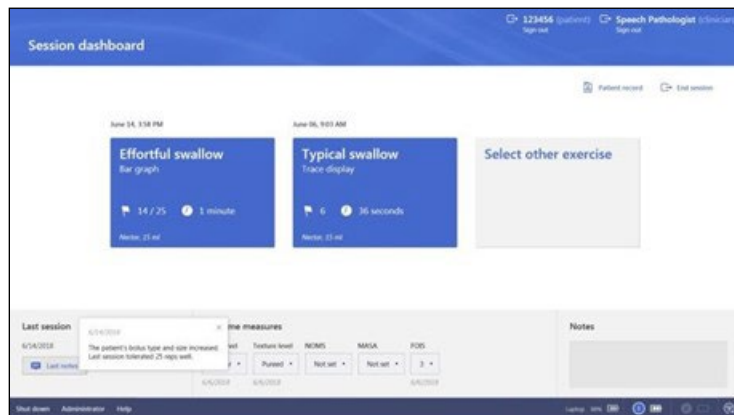 123456 (patient) Speech Pathologist (clinician)
Sign out Sign out
Session dashboard
Patient record End session
June 14, 3:58 PM June 06, 9:03 AM
Effortful swallow Typical swallow Select other exercise
Bar graph Trace display
14 / 25 1 minute 6 36 seconds
Nectar, 25 ml Nectar, 25 ml
Last session me measures Notes
6/14/2018 ×
6/14/2018 The patient's bolus type and size increased. vel Texture level NOMS MASA FOIS
Last session tolerated 25 reps well.
Last notes Pureed Not set Not set 3
6/6/2018 6/6/2018 6/6/2018
Shut down Administrator Help Laptop